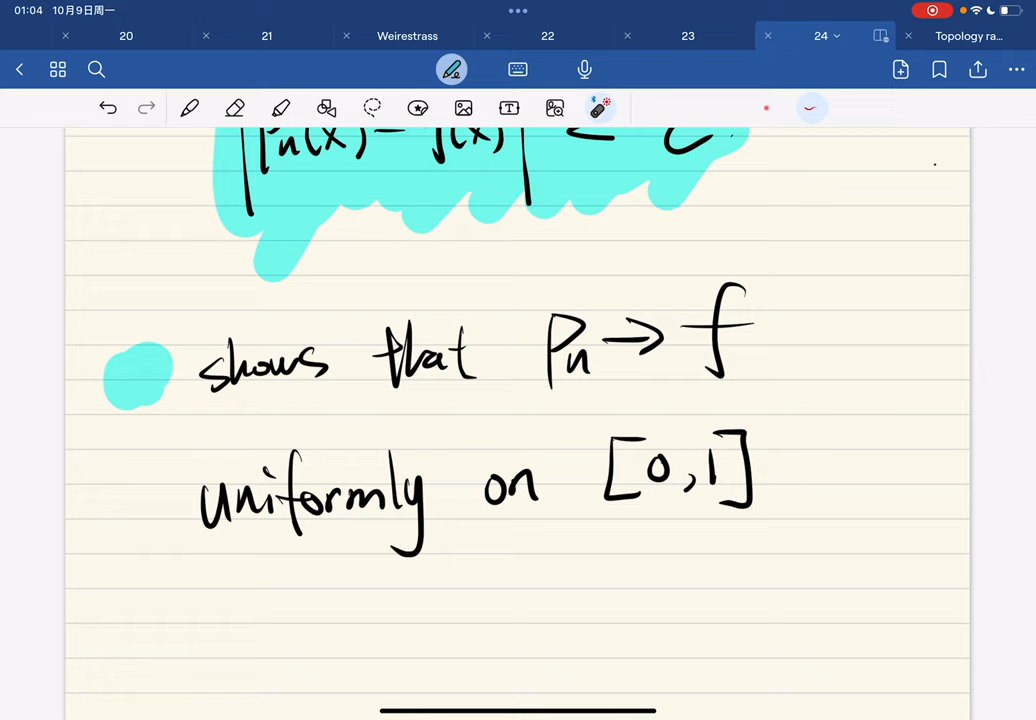 01:04 10月9日周一
20 21 Weirestrass 22 23 24 Topology ra...
|Pn(x) - f(x)| < ε.
shows that Pn → f
uniformly on [0,1]